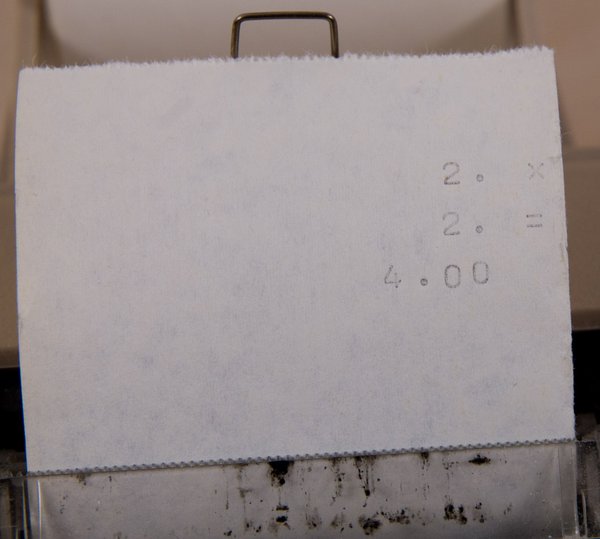 2. ×
2. =
4.00